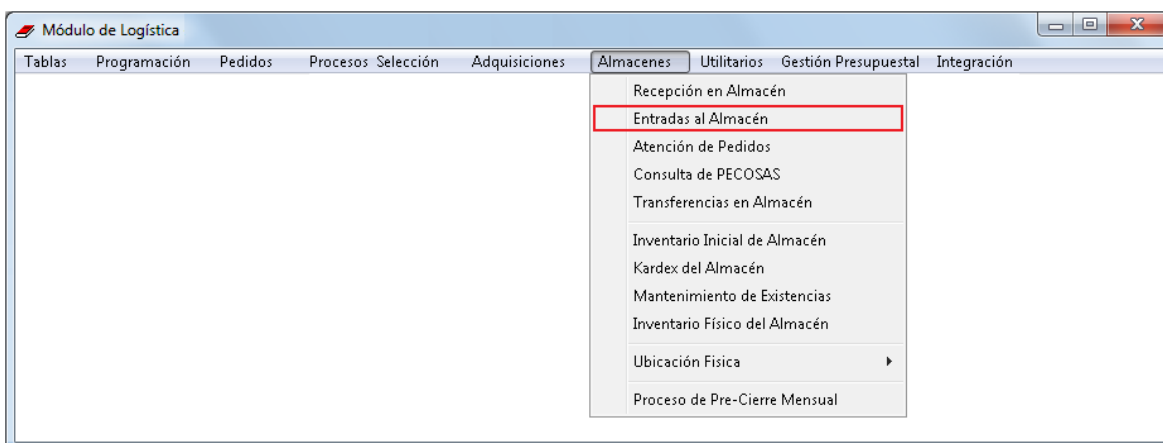 Módulo de Logística
Tablas Programación Pedidos Procesos Selección Adquisiciones Almacenes Utilitarios Gestión Presupuestal Integración
Recepción en Almacén
Entradas al Almacén
Atención de Pedidos
Consulta de PECOSAS
Transferencias en Almacén
Inventario Inicial de Almacén
Kardex del Almacén
Mantenimiento de Existencias
Inventario Físico del Almacén
Ubicación Fisica
Proceso de Pre-Cierre Mensual